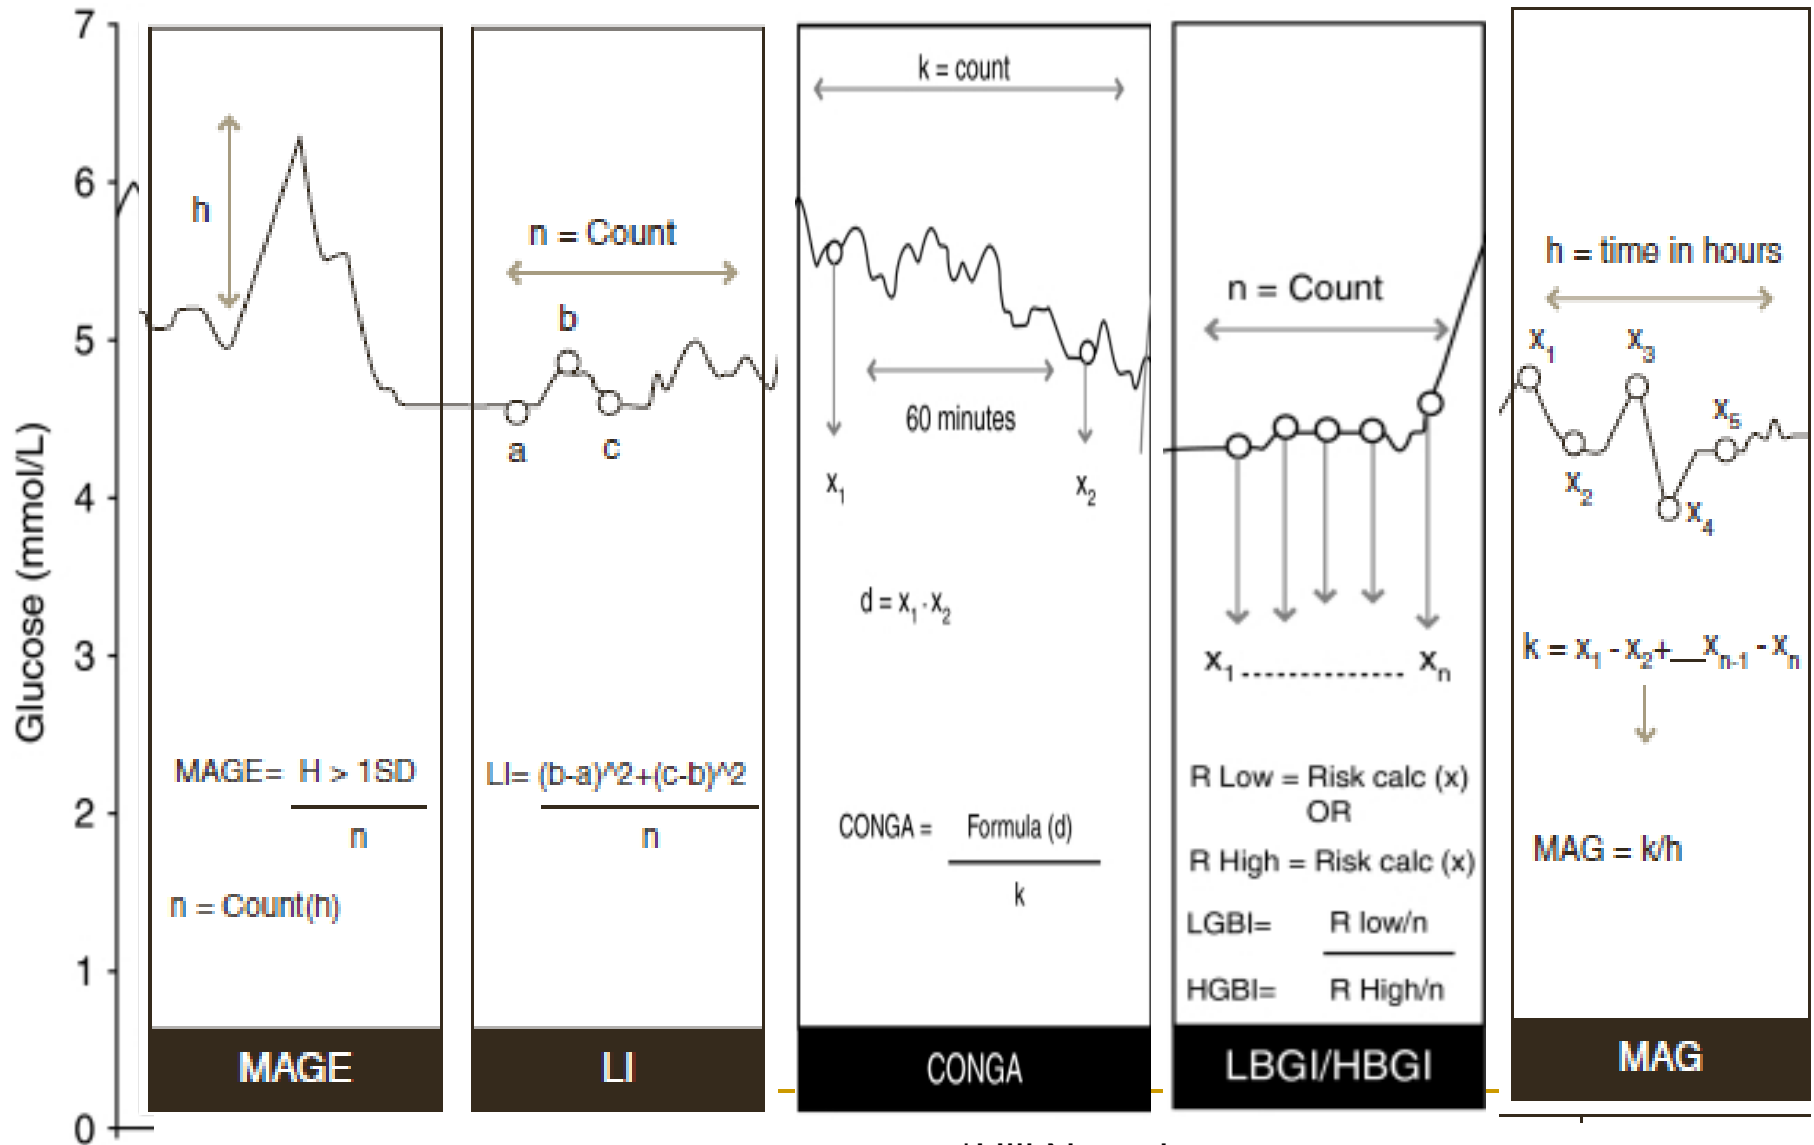 Glucose (mmol/L)
7
6
5
4
3
2
1
0
h
MAGE= H > 1SD
n
n = Count(h)
MAGE
n = Count
b
a
c
LI= (b-a)^2+(c-b)^2
n
LI
k = count
60 minutes
x1
x2
d = x1 - x2
CONGA = Formula (d)
k
CONGA
n = Count
x1 ---------------- xn
R Low = Risk calc (x)
OR
R High = Risk calc (x)
LGBI= R low/n
HGBI= R High/n
LBGI/HBGI
h = time in hours
x1
x3
x5
x2
x4
k = x1 - x2+__xn-1 - xn
MAG = k/h
MAG